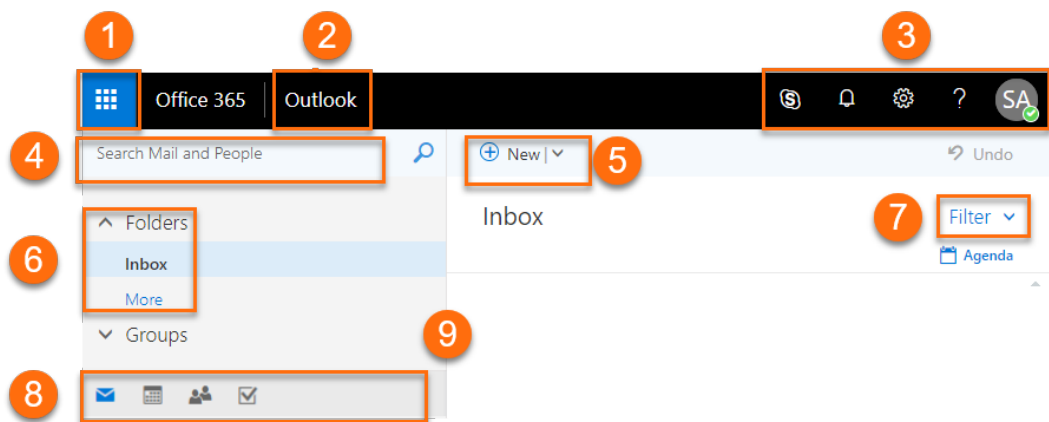 1 2 3
Office 365 Outlook SA
4 Search Mail and People New 5 Undo
Folders Inbox 7 Filter
6 Inbox Agenda
More
Groups 9
8